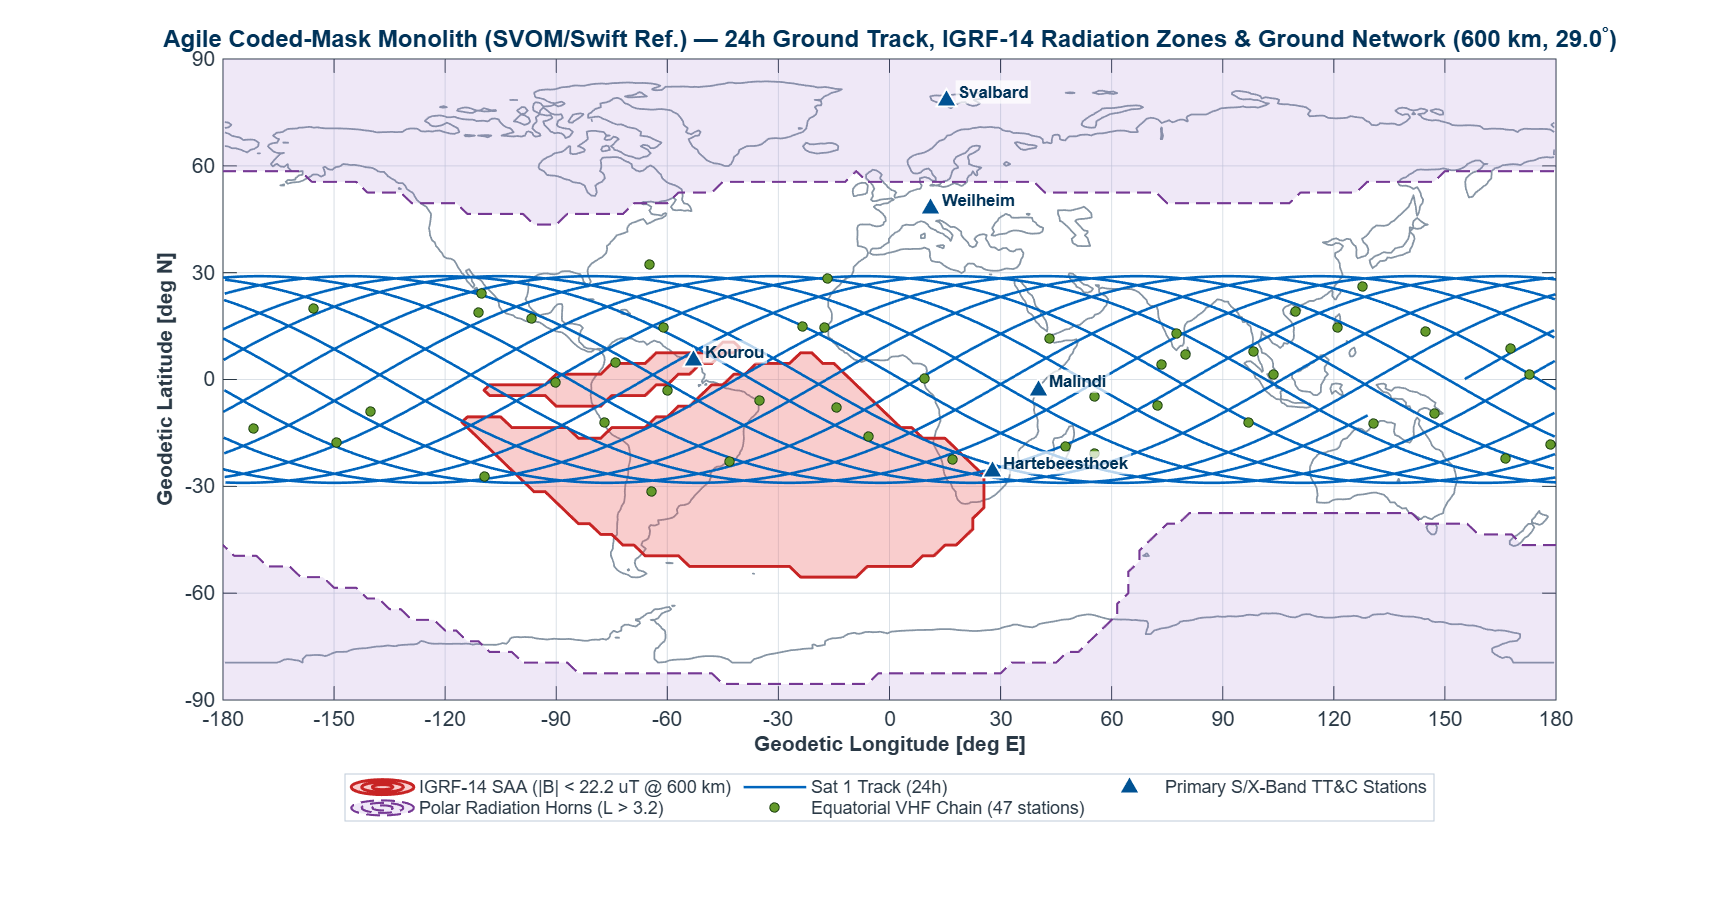 Agile Coded-Mask Monolith (SVOM/Swift Ref.) — 24h Ground Track, IGRF-14 Radiation Zones & Ground Network (600 km, 29.0°)
90
60
30
0
-30
-60
-90
Geodetic Latitude [deg N]
Svalbard
Weilheim
Kourou
Malindi
Hartebeesthoek
-180 -150 -120 -90 -60 -30 0 30 60 90 120 150 180
Geodetic Longitude [deg E]
IGRF-14 SAA (|B| < 22.2 uT @ 600 km)
Sat 1 Track (24h)
Primary S/X-Band TT&C Stations
Polar Radiation Horns (L > 3.2)
Equatorial VHF Chain (47 stations)